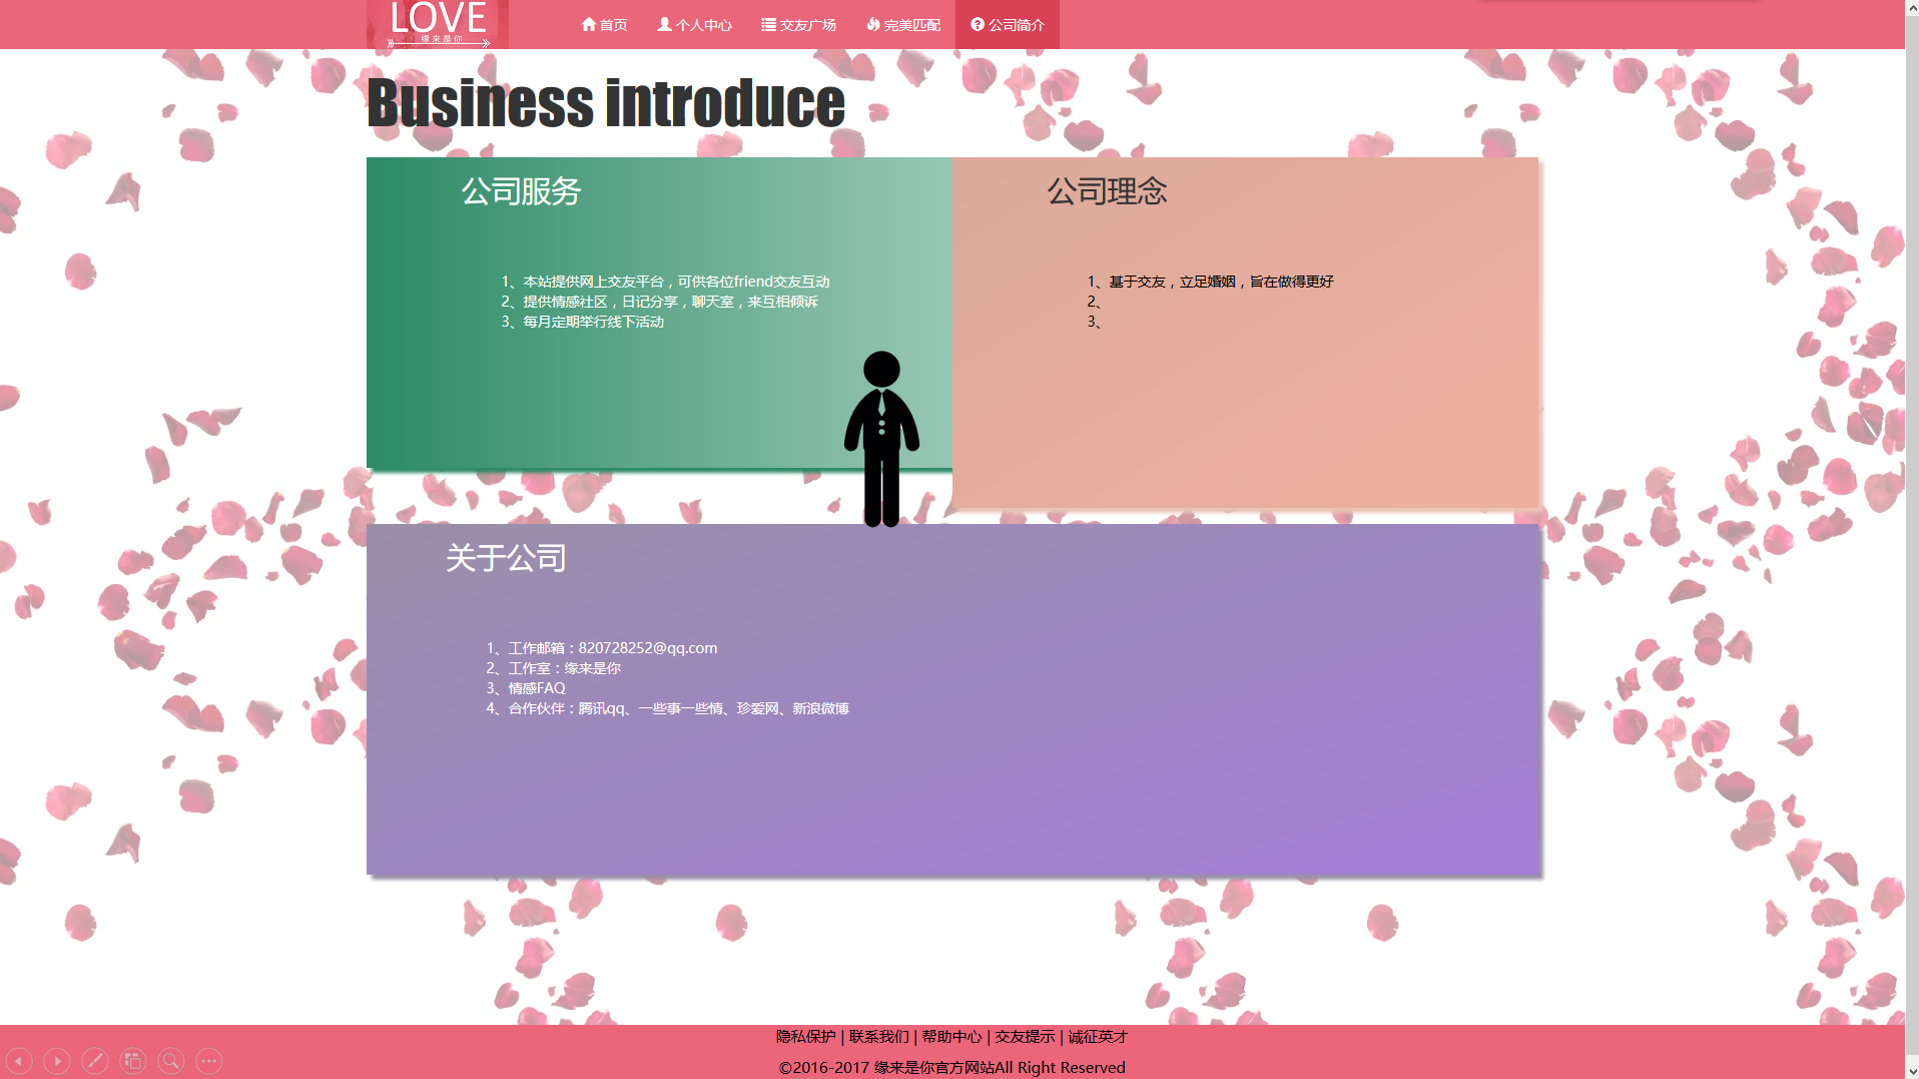 LOVE
缘来是你
首页 个人中心 交友广场 完美匹配 公司简介
Business introduce
公司服务
1、本站提供网上交友平台，可供各位friend交友互动
2、提供情感社区，日记分享，聊天室，来互相倾诉
3、每月定期举行线下活动
公司理念
1、基于交友，立足婚姻，旨在做得更好
2、
3、
关于公司
1、工作邮箱：820728252@qq.com
2、工作室：缘来是你
3、情感FAQ
4、合作伙伴：腾讯qq、一些事一些情、珍爱网、新浪微博
隐私保护 | 联系我们 | 帮助中心 | 交友提示 | 诚征英才
©2016-2017 缘来是你官方网站All Right Reserved